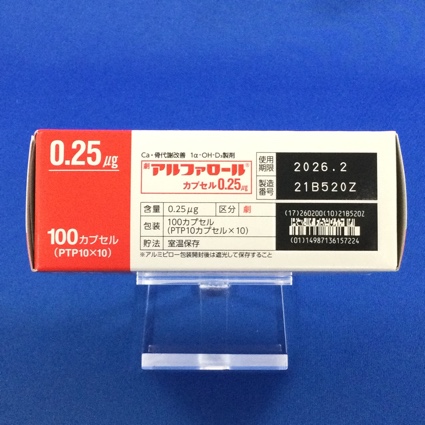 0.25μg
100カプセル
(PTP10×10)
Ca・骨代謝改善 1α-OH-D₃製剤
劇 アルファロール®
カプセル0.25μg
含量 0.25μg 区分 劇
包装 100カプセル
(PTP10カプセル×10)
貯法 室温保存
※アルミピロー包装開封後は遮光して保存すること
使用期限 2026.2
製造番号 21B520Z
(17)260200(10)21B520Z
(01)14987136157224